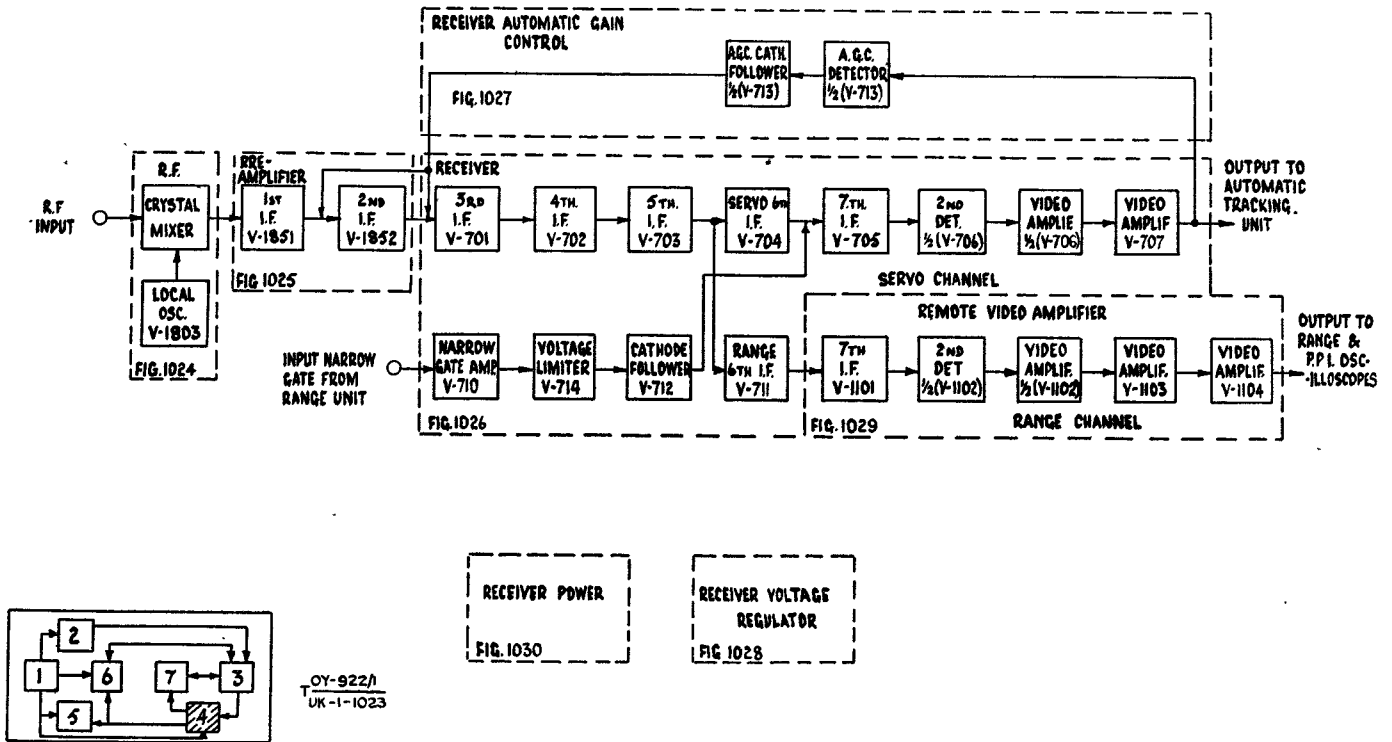 RECEIVER AUTOMATIC GAIN
CONTROL
A.G.C. CATH.
FOLLOWER
½(V-713)
A.G.C.
DETECTOR
½(V-713)
FIG. 1027
R.F
INPUT
R.F.
CRYSTAL
MIXER
LOCAL
OSC.
V-1803
FIG. 1024
PRE-
AMPLIFIER
1ST
I.F.
V-1851
2ND
I.F.
V-1852
FIG 1025
RECEIVER
3RD
I.F.
V-701
4TH.
I.F.
V-702
5TH.
I.F.
V-703
SERVO 6TH
I.F.
V-704
7TH.
I.F.
V-705
2ND
DET.
½(V-706)
VIDEO
AMPLIF.
½(V-706)
VIDEO
AMPLIF
V-707
OUTPUT TO
AUTOMATIC
TRACKING.
UNIT
SERVO CHANNEL
INPUT NARROW
GATE FROM
RANGE UNIT
NARROW
GATE AMP
V-710
VOLTAGE
LIMITER
V-714
CATHODE
FOLLOWER
V-712
RANGE
6TH I.F.
V-711
FIG.1026
REMOTE VIDEO AMPLIFIER
7TH
I.F.
V-1101
2ND
DET
½(V-1102)
VIDEO
AMPLIF.
½(V-1102)
VIDEO
AMPLIF.
V-1103
VIDEO
AMPLIF.
V-1104
OUTPUT TO
RANGE &
P.P.I. OSC-
-ILLOSCOPES
FIG.1029
RANGE CHANNEL
RECEIVER POWER
FIG.1030
RECEIVER VOLTAGE
REGULATOR
FIG 1028
2
1
6
7
3
5
4
T OY-922/1
UK-1-1023